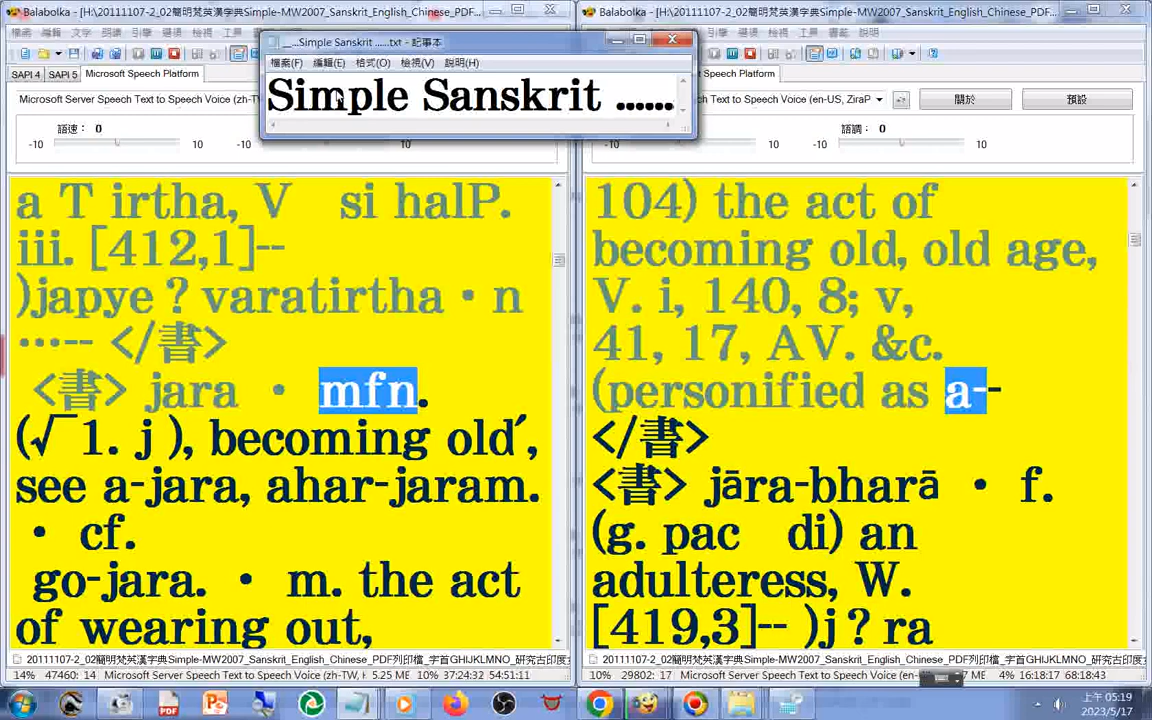 Balabolka - [H:\20111107-2_02簡明梵英漢字典Simple-MW2007_Sanskrit_English_Chinese_PDF...
Balabolka - [H:\20111107-2_02簡明梵英漢字典Simple-MW2007_Sanskrit_English_Chinese_PDF...
__...Simple Sanskrit ......txt - 記事本
檔案(F) 編輯(E) 格式(O) 檢視(V) 說明(H)
Simple Sanskrit ......
SAPI 4 SAPI 5 Microsoft Speech Platform
Speech Platform
Microsoft Server Speech Text to Speech Voice (zh-TW
ch Text to Speech Voice (en-US, ZiraP
關於
預設
語速： 0
-10 10 10
語調： 0
-10 10
a T irtha, V si halP.
iii. [412,1]--
)japye ? varatirtha • n
…-- </書>
<書> jara • mfn.
(√ 1. j ), becoming old′,
see a-jara, ahar-jaram.
• cf.
go-jara. • m. the act
of wearing out,
104) the act of
becoming old, old age,
V. i, 140, 8; v,
41, 17, AV. &c.
(personified as a--
</書>
<書> jāra-bharā • f.
(g. pac di) an
adulteress, W.
[419,3]-- )j ? ra
20111107-2_02簡明梵英漢字典Simple-MW2007_Sanskrit_English_Chinese_PDF列印檔_字首GHIJKLMNO_研究古印度
20111107-2_02簡明梵英漢字典Simple-MW2007_Sanskrit_English_Chinese_PDF列印檔_字首GHIJKLMNO_研究古印度
14% 47460: 14 Microsoft Server Speech Text to Speech Voice (zh-TW, 5.25 ME 10% 37:24:32 54:51:11
10% 29802: 17 Microsoft Server Speech Text to Speech Voice 4% 16:18:17 68:18:43
上午 05:19
2023/5/17